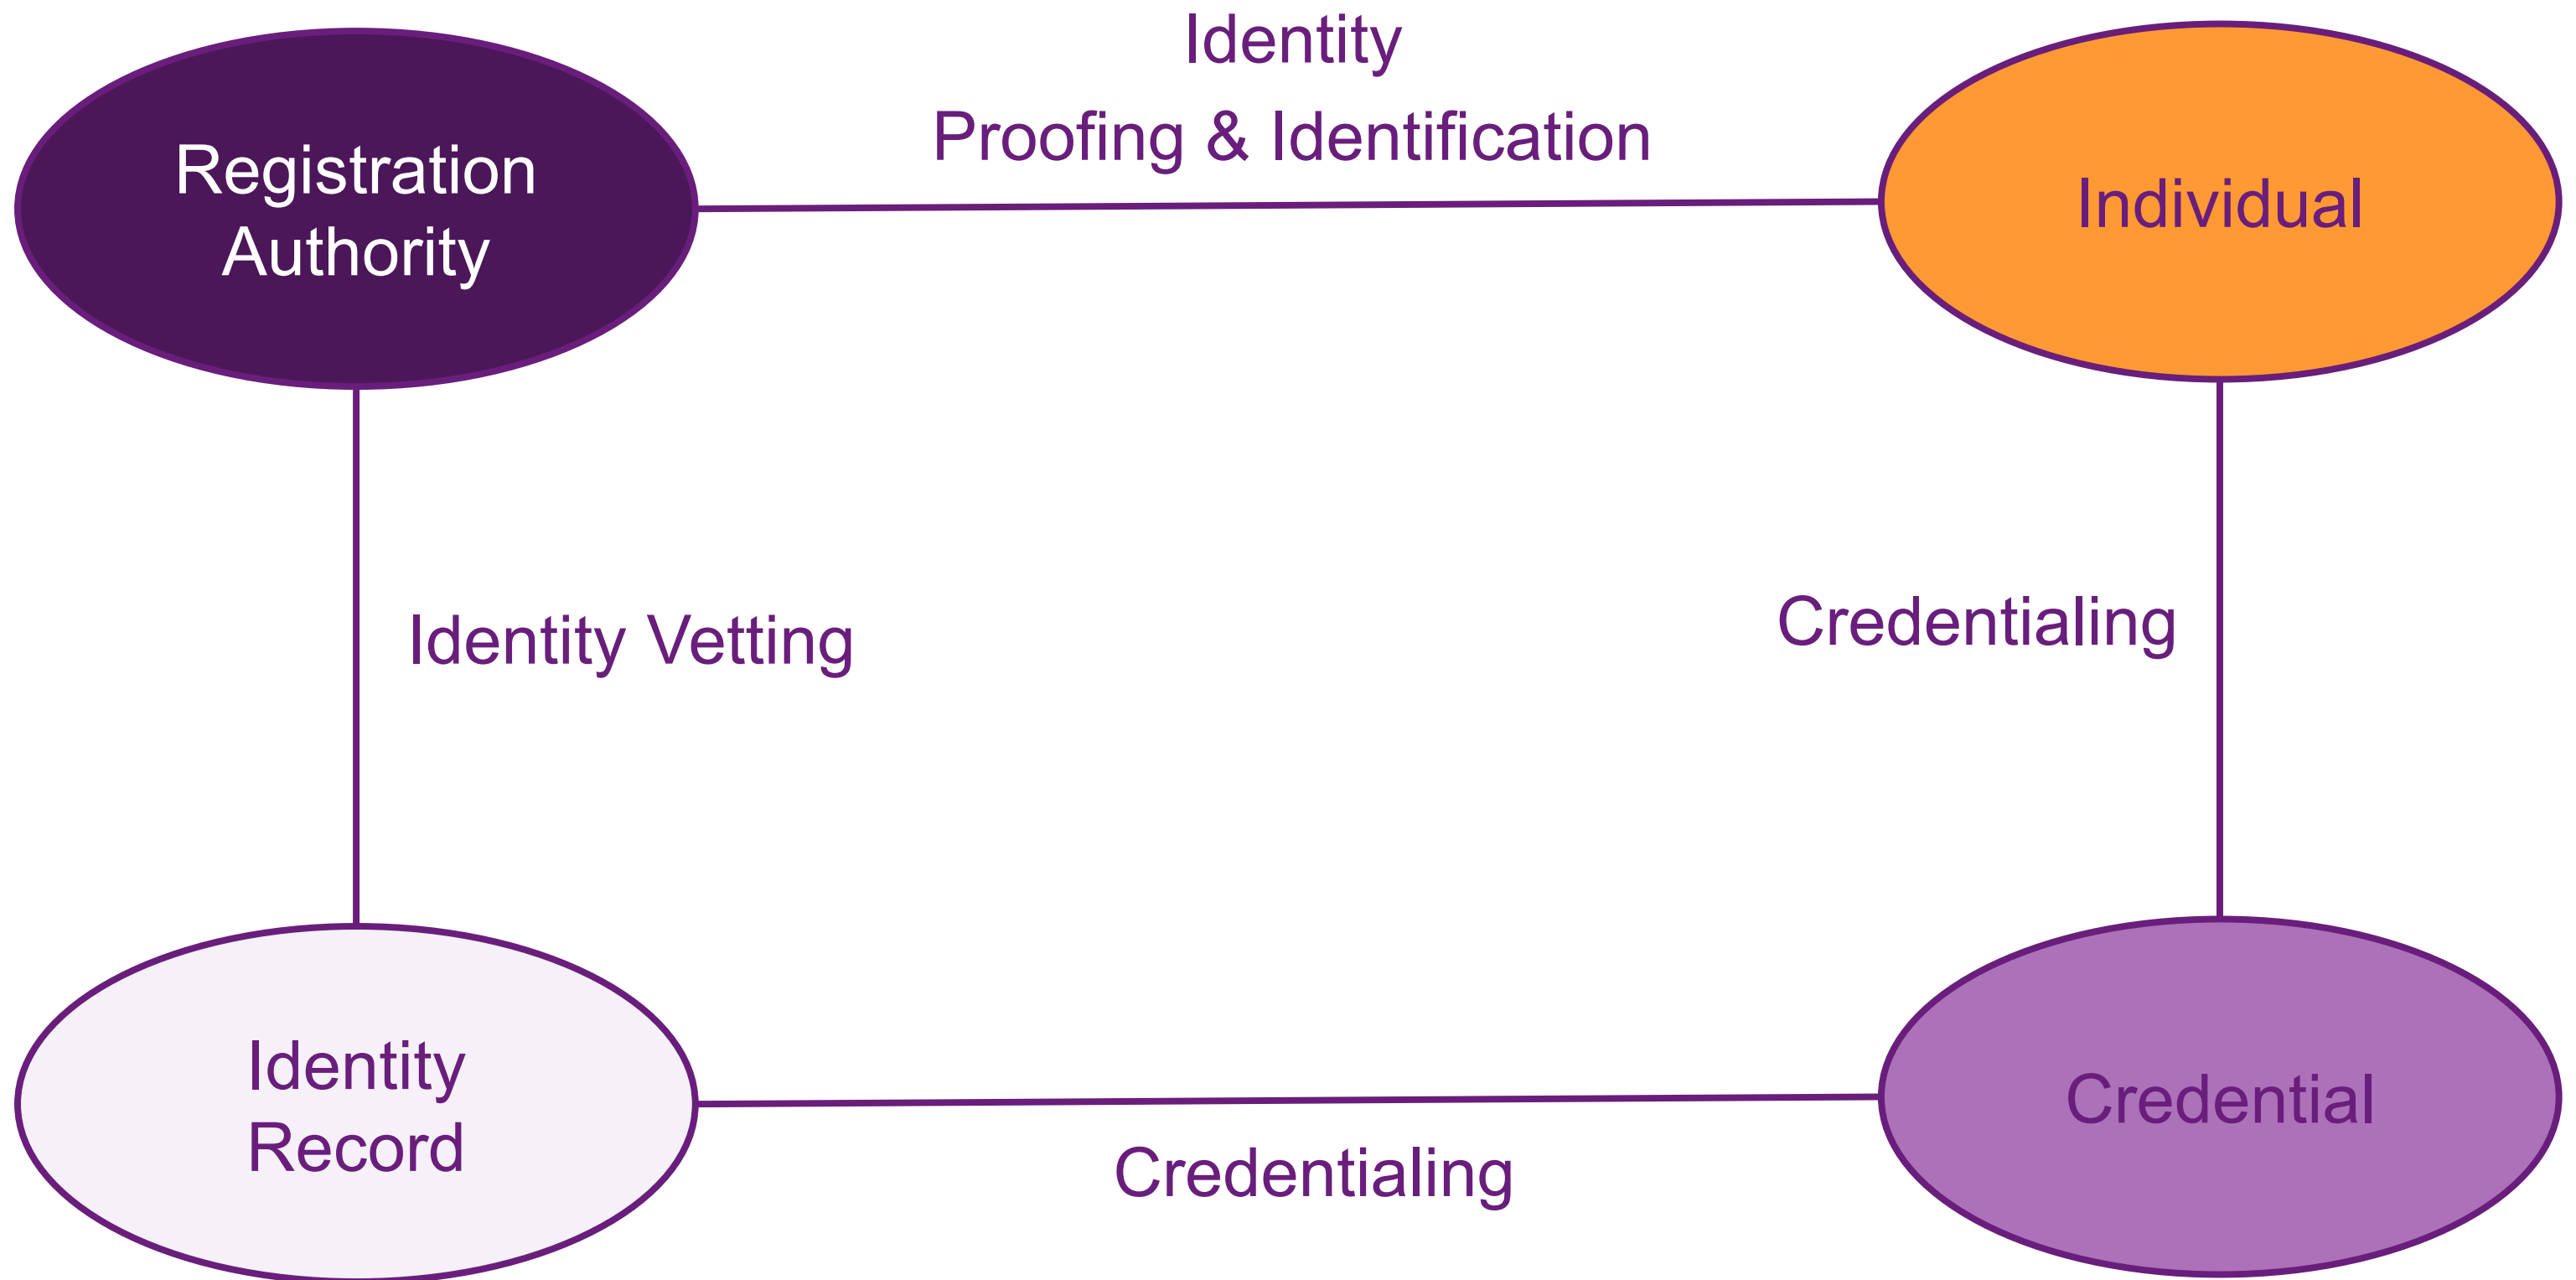 Identity
Proofing & Identification
Registration
Authority
Individual
Identity Vetting
Credentialing
Identity
Record
Credential
Credentialing